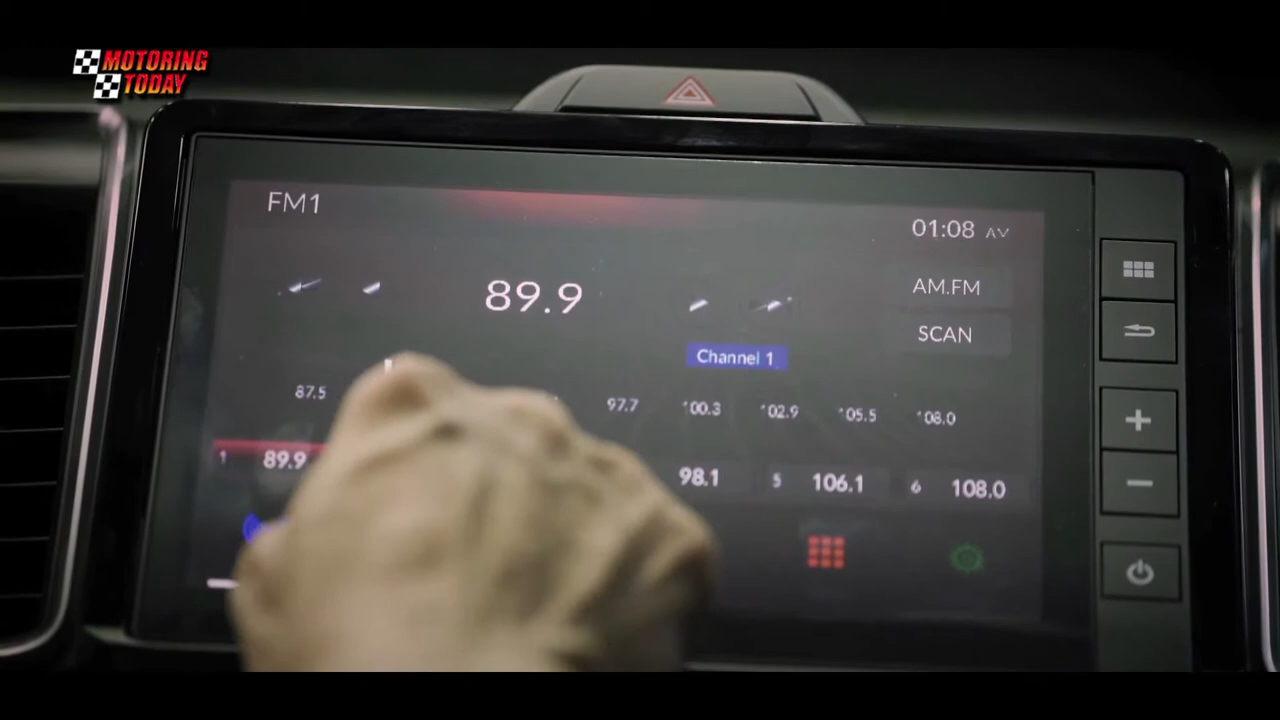 MOTORING
TODAY
FM1
01:08
89.9
AM.FM
SCAN
Channel 1
87.5 97.7 100.3 102.9 105.5 108.0
1 89.9 98.1 5 106.1 6 108.0